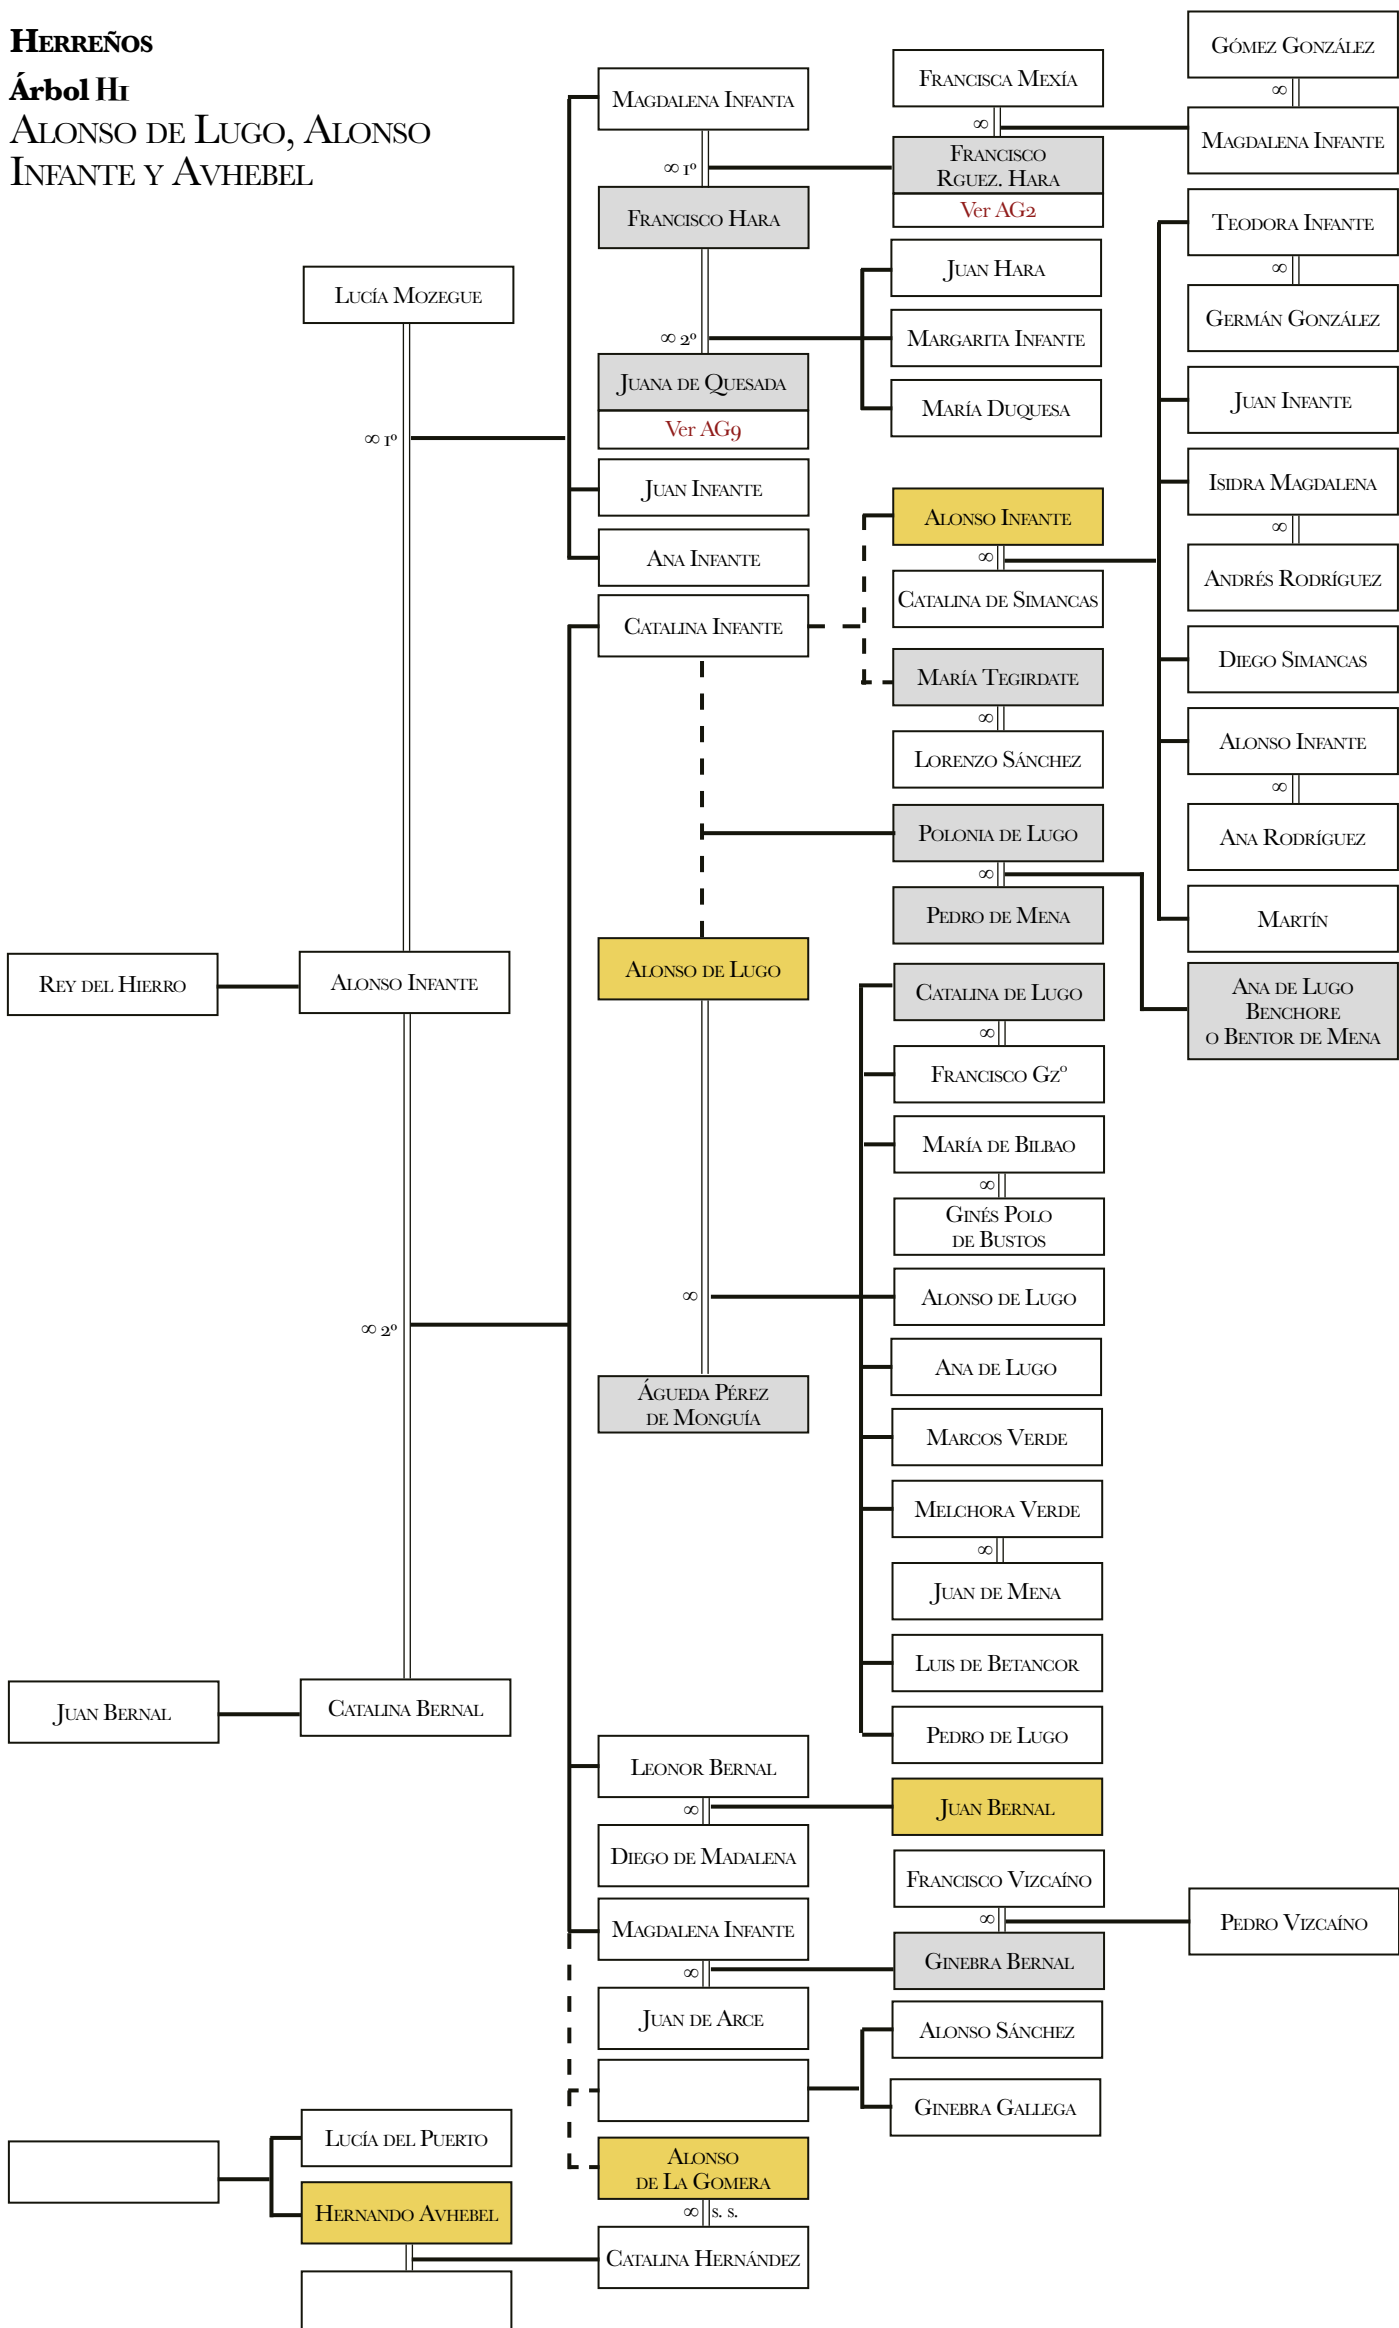 Herreños
Árbol H1
Alonso de Lugo, Alonso
Infante y Avhebel
Rey del Hierro
Juan Bernal
Lucía Mozegue
∞ 1º
Alonso Infante
∞ 2º
Catalina Bernal
Lucía del Puerto
Hernando Avhebel
Magdalena Infanta
∞ 1º
Francisco Hara
∞ 2º
Juana de Quesada
Ver AG9
Juan Infante
Ana Infante
Catalina Infante
Alonso de Lugo
∞
Águeda Pérez
de Monguía
Leonor Bernal
∞
Diego de Madalena
Magdalena Infante
∞
Juan de Arce
Alonso
de La Gomera
∞ s. s.
Catalina Hernández
Francisca Mexía
∞
Francisco
Rguez. Hara
Ver AG2
Juan Hara
Margarita Infante
María Duquesa
Alonso Infante
∞
Catalina de Simancas
María Tegirdate
∞
Lorenzo Sánchez
Polonia de Lugo
∞
Pedro de Mena
Catalina de Lugo
∞
Francisco Gzº
María de Bilbao
∞
Ginés Polo
de Bustos
Alonso de Lugo
Ana de Lugo
Marcos Verde
Melchora Verde
∞
Juan de Mena
Luis de Betancor
Pedro de Lugo
Juan Bernal
Francisco Vizcaíno
∞
Ginebra Bernal
Alonso Sánchez
Ginebra Gallega
Gómez González
∞
Magdalena Infante
Teodora Infante
∞
Germán González
Juan Infante
Isidra Magdalena
∞
Andrés Rodríguez
Diego Simancas
Alonso Infante
∞
Ana Rodríguez
Martín
Ana de Lugo
Benchore
o Bentor de Mena
Pedro Vizcaíno